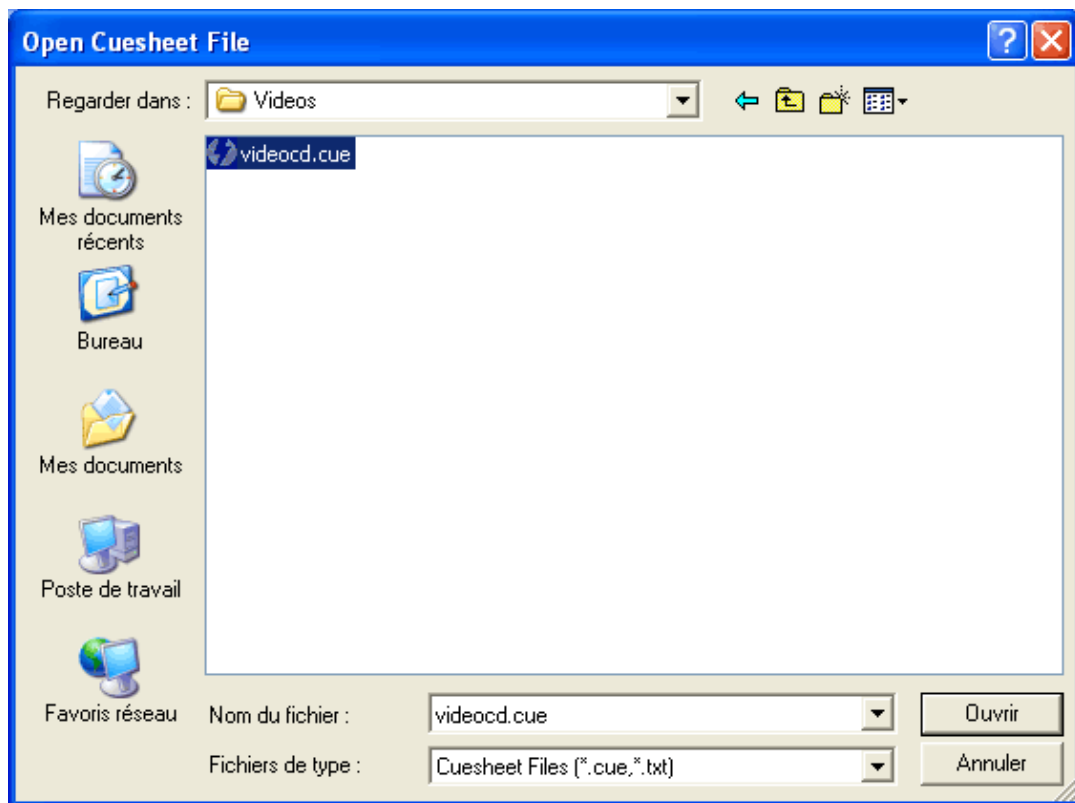 Open Cuesheet File
Regarder dans :
Videos
videocd.cue
Mes documents
récents
Bureau
Mes documents
Poste de travail
Favoris réseau
Nom du fichier :
videocd.cue
Ouvrir
Fichiers de type :
Cuesheet Files (*.cue,*.txt)
Annuler